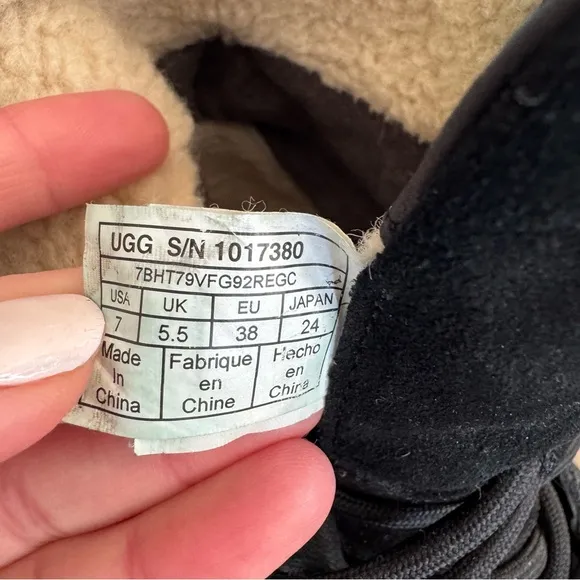 UGG S/N 1017380
7BHT79VFG92REGC
USA UK EU JAPAN
7 5.5 38 24
Made Fabrique Hecho
In en en
China Chine China